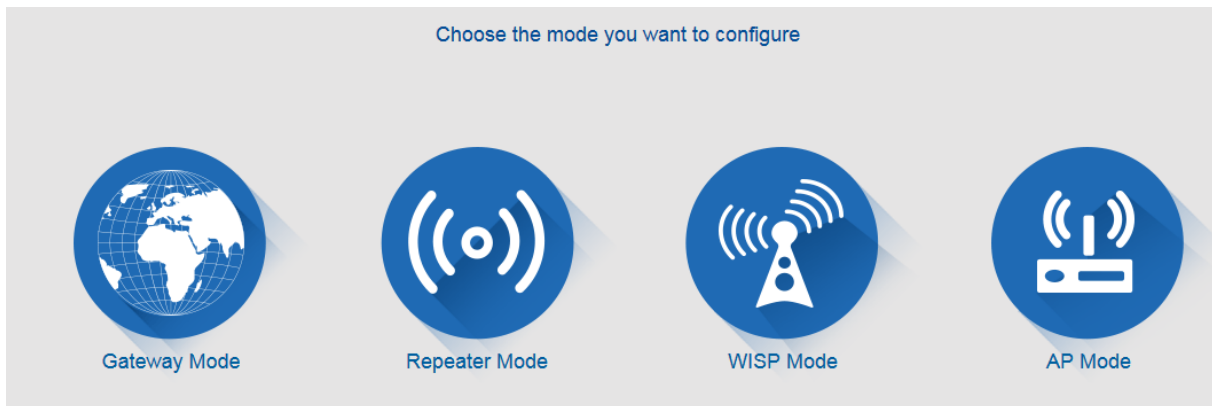 Choose the mode you want to configure
Gateway Mode
Repeater Mode
WISP Mode
AP Mode